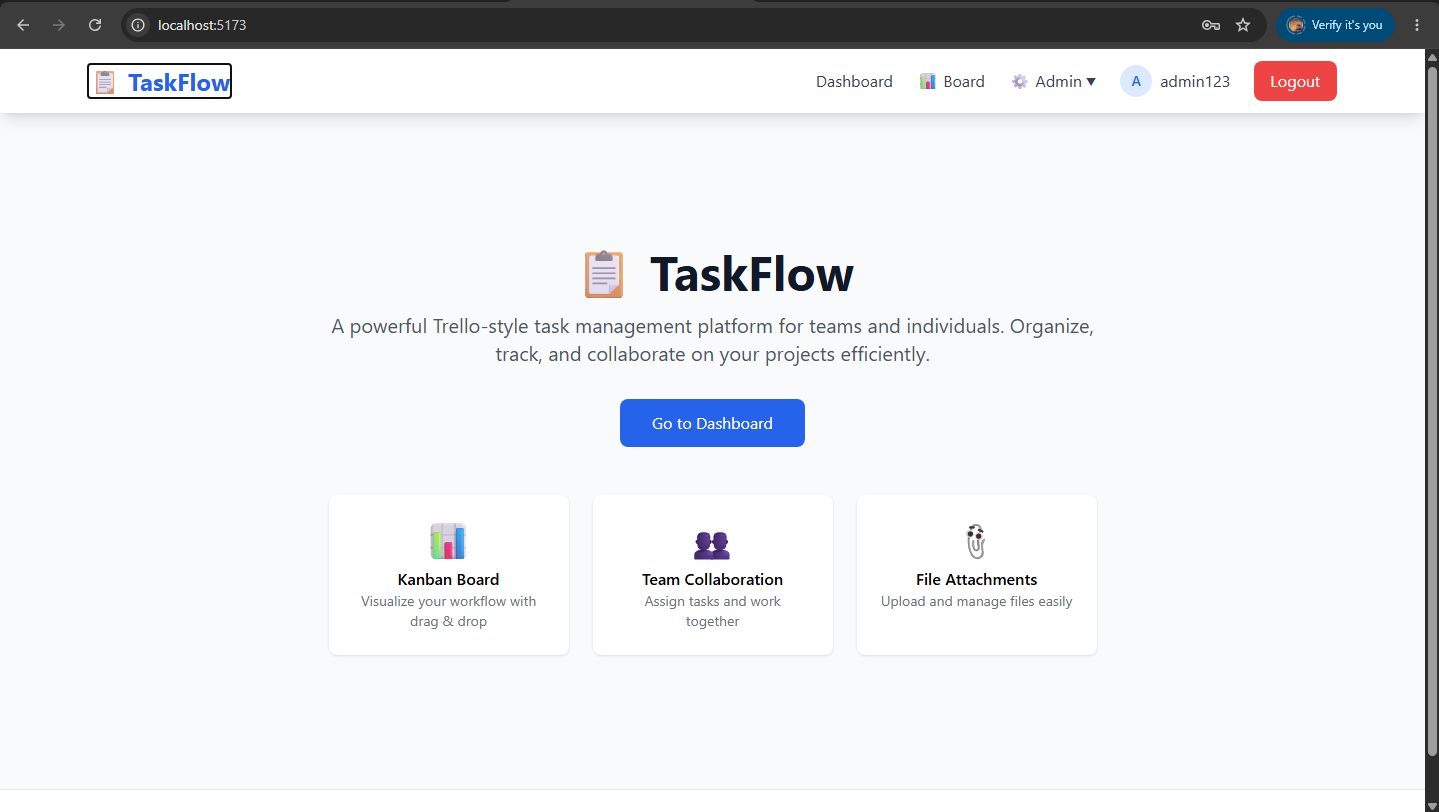 localhost:5173
Verify it's you
TaskFlow
Dashboard
Board
Admin ▼
A
admin123
Logout
TaskFlow
A powerful Trello-style task management platform for teams and individuals. Organize,
track, and collaborate on your projects efficiently.
Go to Dashboard
Kanban Board
Visualize your workflow with
drag & drop
Team Collaboration
Assign tasks and work
together
File Attachments
Upload and manage files easily